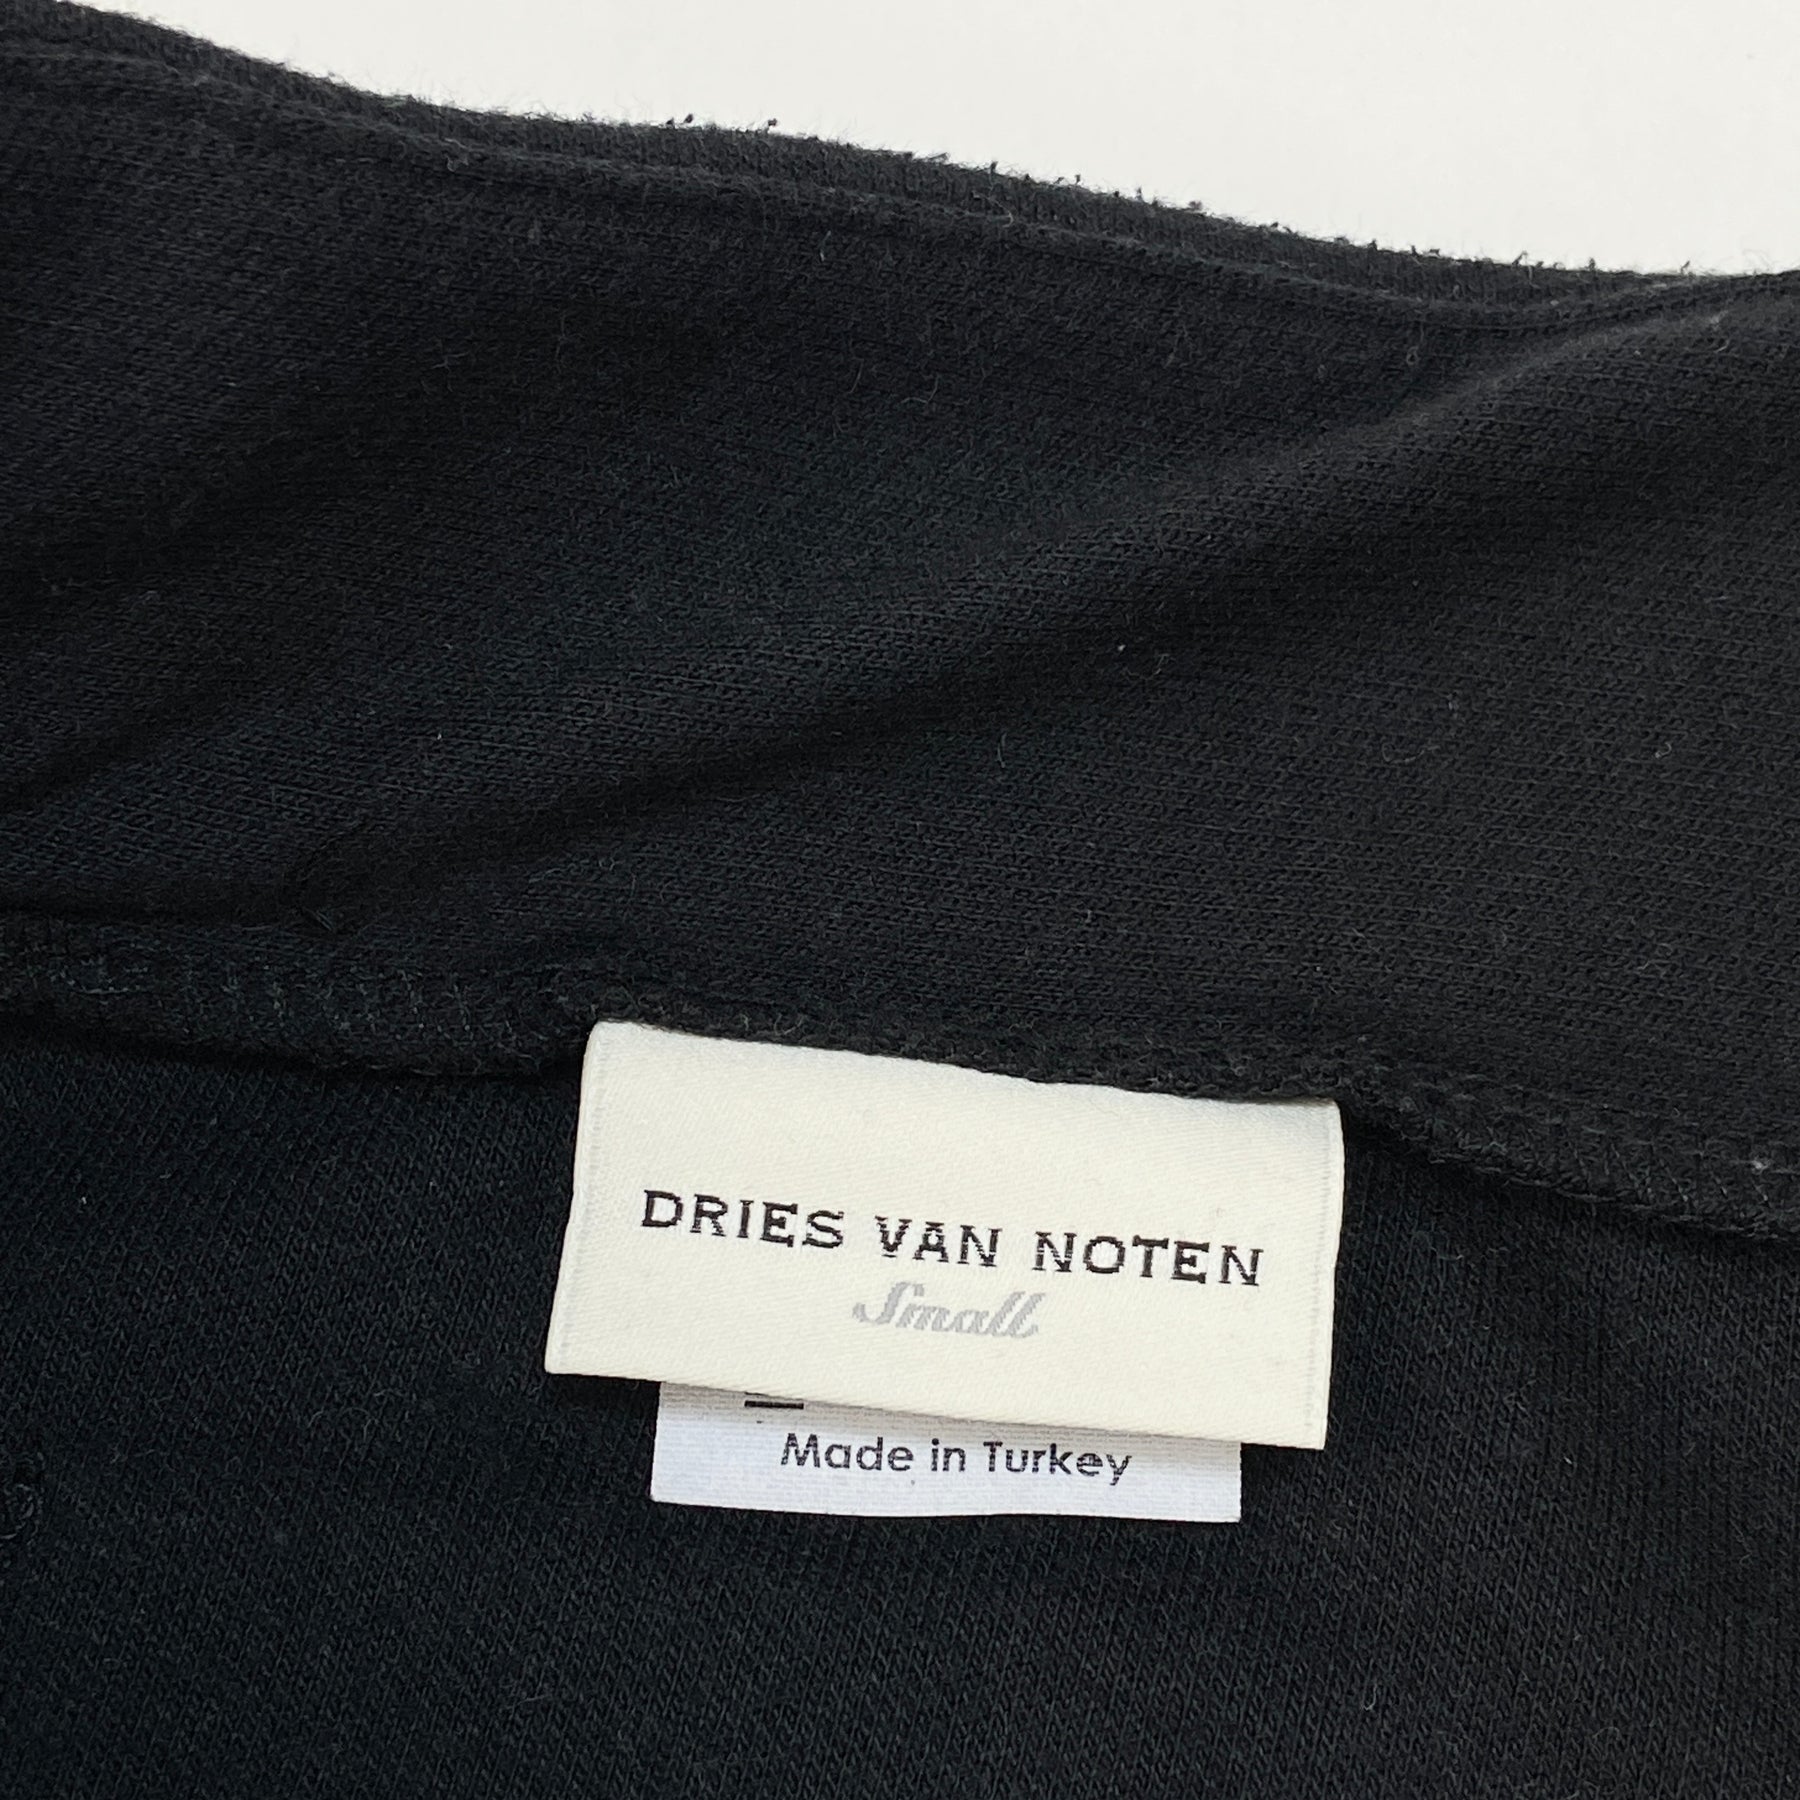 DRIES VAN NOTEN
Small
Made in Turkey